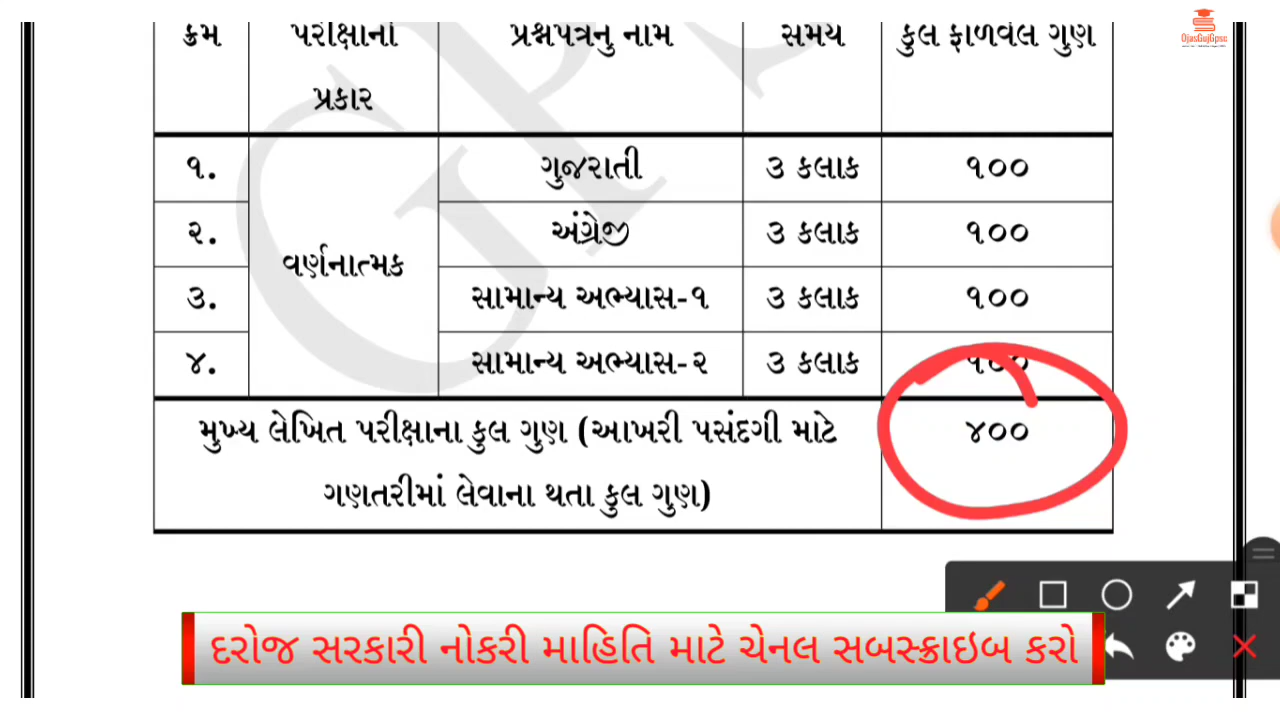 OjasGujGpsc
ક્રમ પરીક્ષાનો પ્રશ્નપત્રનુ નામ સમય કુલ ફાળવેલ ગુણ
પ્રકાર
૧. ગુજરાતી ૩ કલાક ૧૦૦
૨. અંગ્રેજી ૩ કલાક ૧૦૦
વર્ણનાત્મક
૩. સામાન્ય અભ્યાસ-૧ ૩ કલાક ૧૦૦
૪. સામાન્ય અભ્યાસ-૨ ૩ કલાક ૧૦૦
મુખ્ય લેખિત પરીક્ષાના કુલ ગુણ (આખરી પસંદગી માટે ૪૦૦
ગણતરીમાં લેવાના થતા કુલ ગુણ)
દરોજ સરકારી નોકરી માહિતિ માટે ચેનલ સબસ્ક્રાઇબ કરો